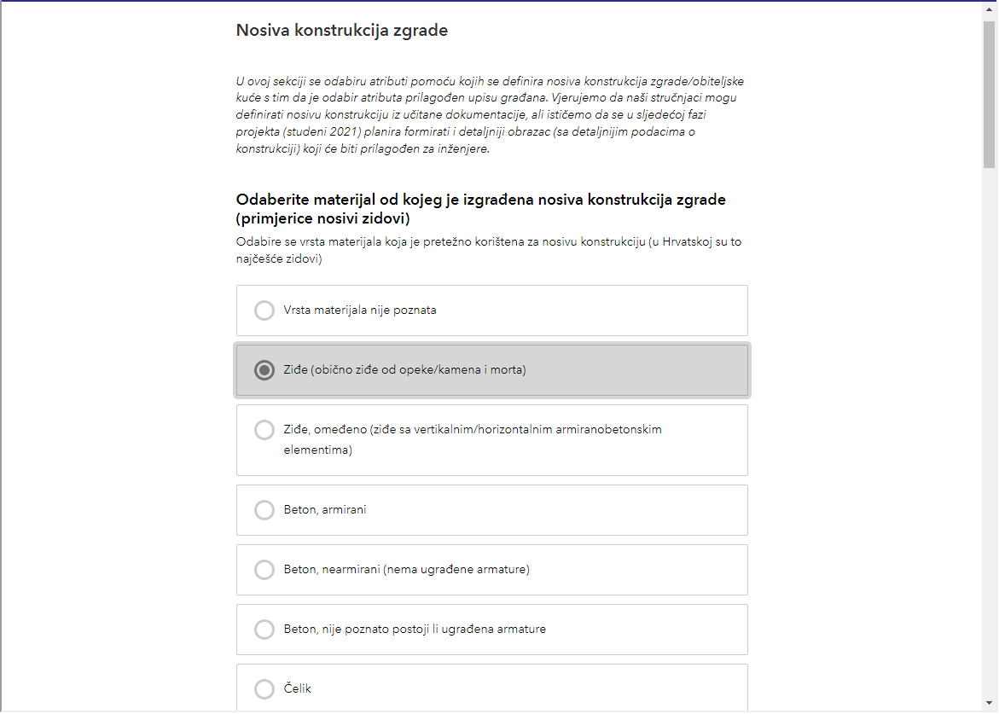 Nosiva konstrukcija zgrade
U ovoj sekciji se odabiru atributi pomoću kojih se definira nosiva konstrukcija zgrade/obiteljske
kuće s tim da je odabir atributa prilagođen upisu građana. Vjerujemo da naši stručnjaci mogu
definirati nosivu konstrukciju iz učitane dokumentacije, ali ističemo da se u sljedećoj fazi
projekta (studeni 2021) planira formirati i detaljniji obrazac (sa detaljnijim podacima o
konstrukciji) koji će biti prilagođen za inženjere.
Odaberite materijal od kojeg je izgrađena nosiva konstrukcija zgrade
(primjerice nosivi zidovi)
Odabire se vrsta materijala koja je pretežno korištena za nosivu konstrukciju (u Hrvatskoj su to
najčešće zidovi)
Vrsta materijala nije poznata
Ziđe (obično ziđe od opeke/kamena i morta)
Ziđe, omeđeno (ziđe sa vertikalnim/horizontalnim armiranobetonskim
elementima)
Beton, armirani
Beton, nearmirani (nema ugrađene armature)
Beton, nije poznato postoji li ugrađena armature
Čelik